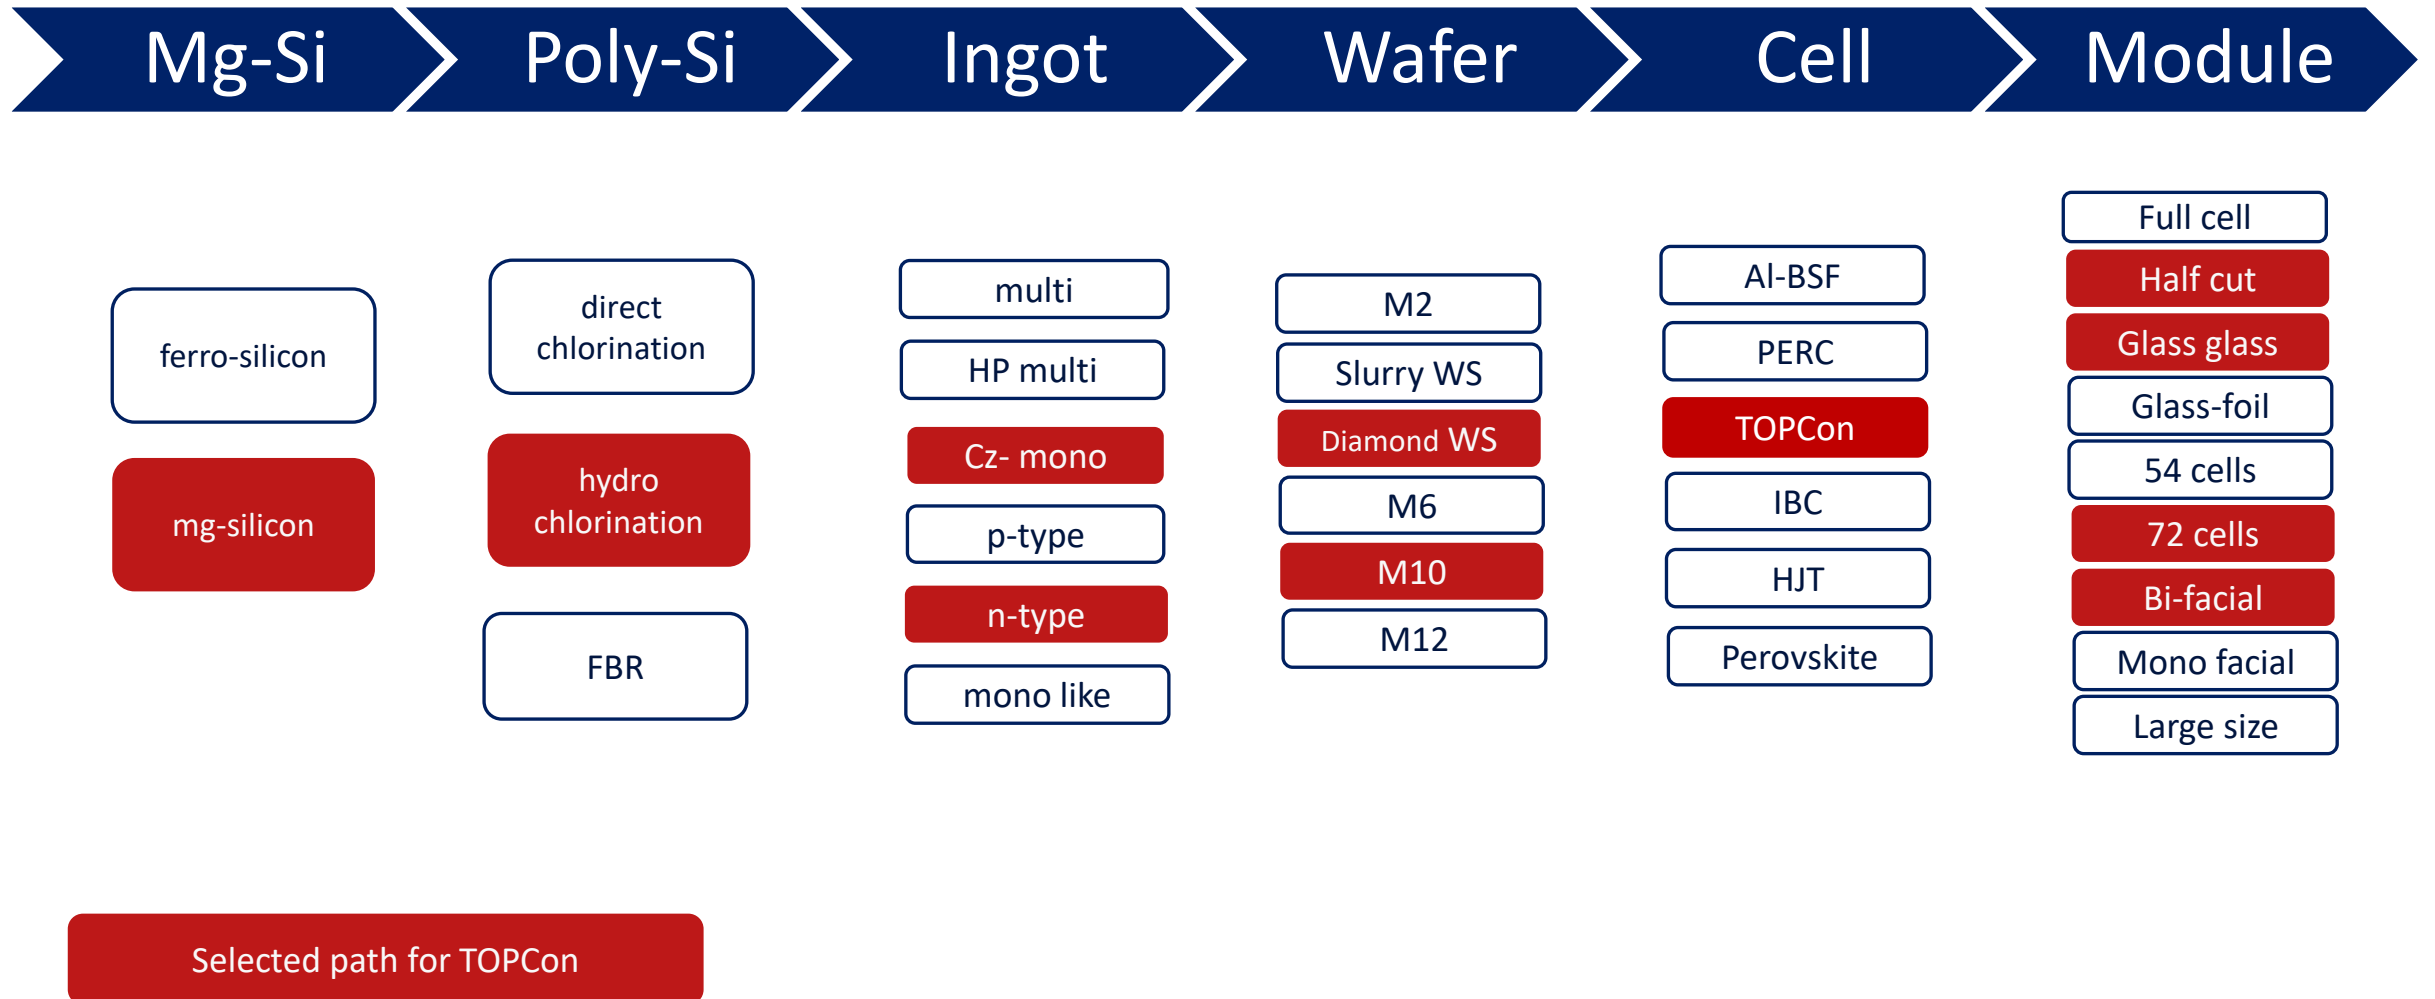 Mg-Si
Poly-Si
Ingot
Wafer
Cell
Module
ferro-silicon
mg-silicon
direct
chlorination
hydro
chlorination
FBR
multi
HP multi
Cz- mono
p-type
n-type
mono like
M2
Slurry WS
Diamond WS
M6
M10
M12
Al-BSF
PERC
TOPCon
IBC
HJT
Perovskite
Full cell
Half cut
Glass glass
Glass-foil
54 cells
72 cells
Bi-facial
Mono facial
Large size
Selected path for TOPCon